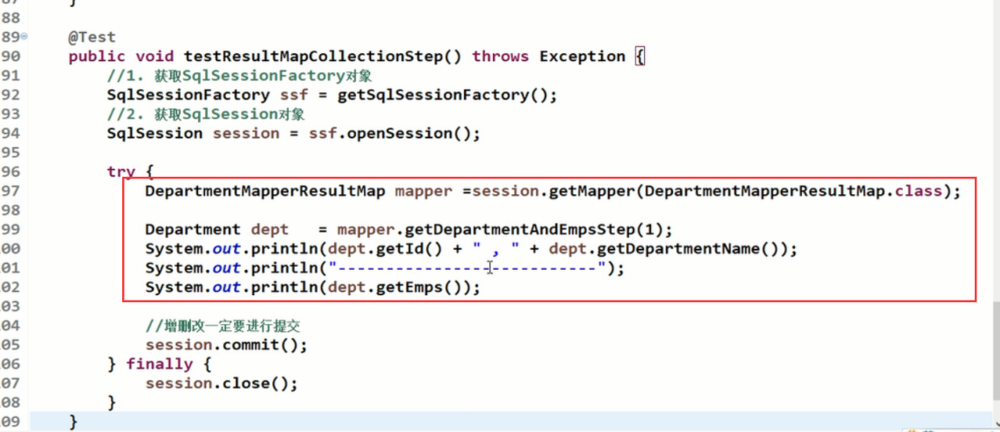 87    }
88
89    @Test
90    public void testResultMapCollectionStep() throws Exception {
91        //1. 获取SqlSessionFactory对象
92        SqlSessionFactory ssf = getSqlSessionFactory();
93        //2. 获取SqlSession对象
94        SqlSession session = ssf.openSession();
95
96        try {
97            DepartmentMapperResultMap mapper =session.getMapper(DepartmentMapperResultMap.class);
98
99            Department dept   = mapper.getDepartmentAndEmpsStep(1);
00            System.out.println(dept.getId() + " , " + dept.getDepartmentName());
01            System.out.println("---------------------------");
02            System.out.println(dept.getEmps());
03
04            //增删改一定要进行提交
05            session.commit();
06        } finally {
07            session.close();
08        }
09    }